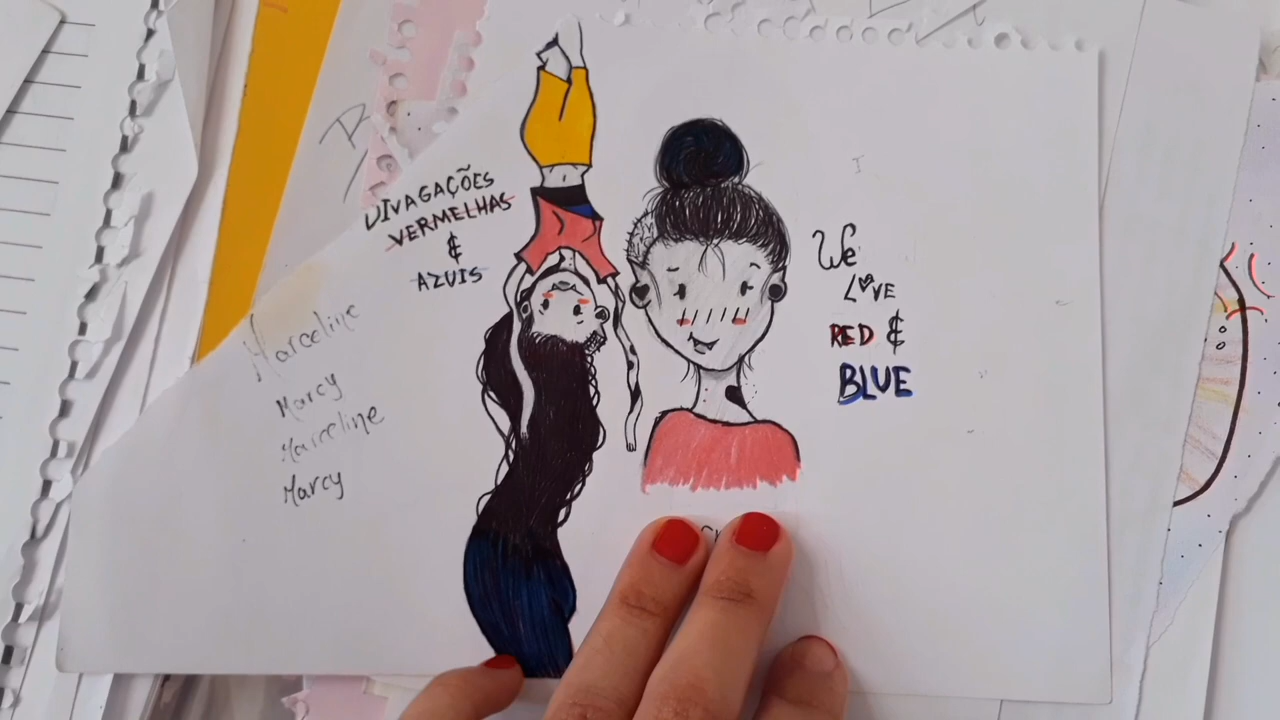 DIVAGAÇÕES
VERMELHAS
&
AZUIS
Marceline
Marcy
Marceline
Marcy
We
LOVE
RED &
BLUE